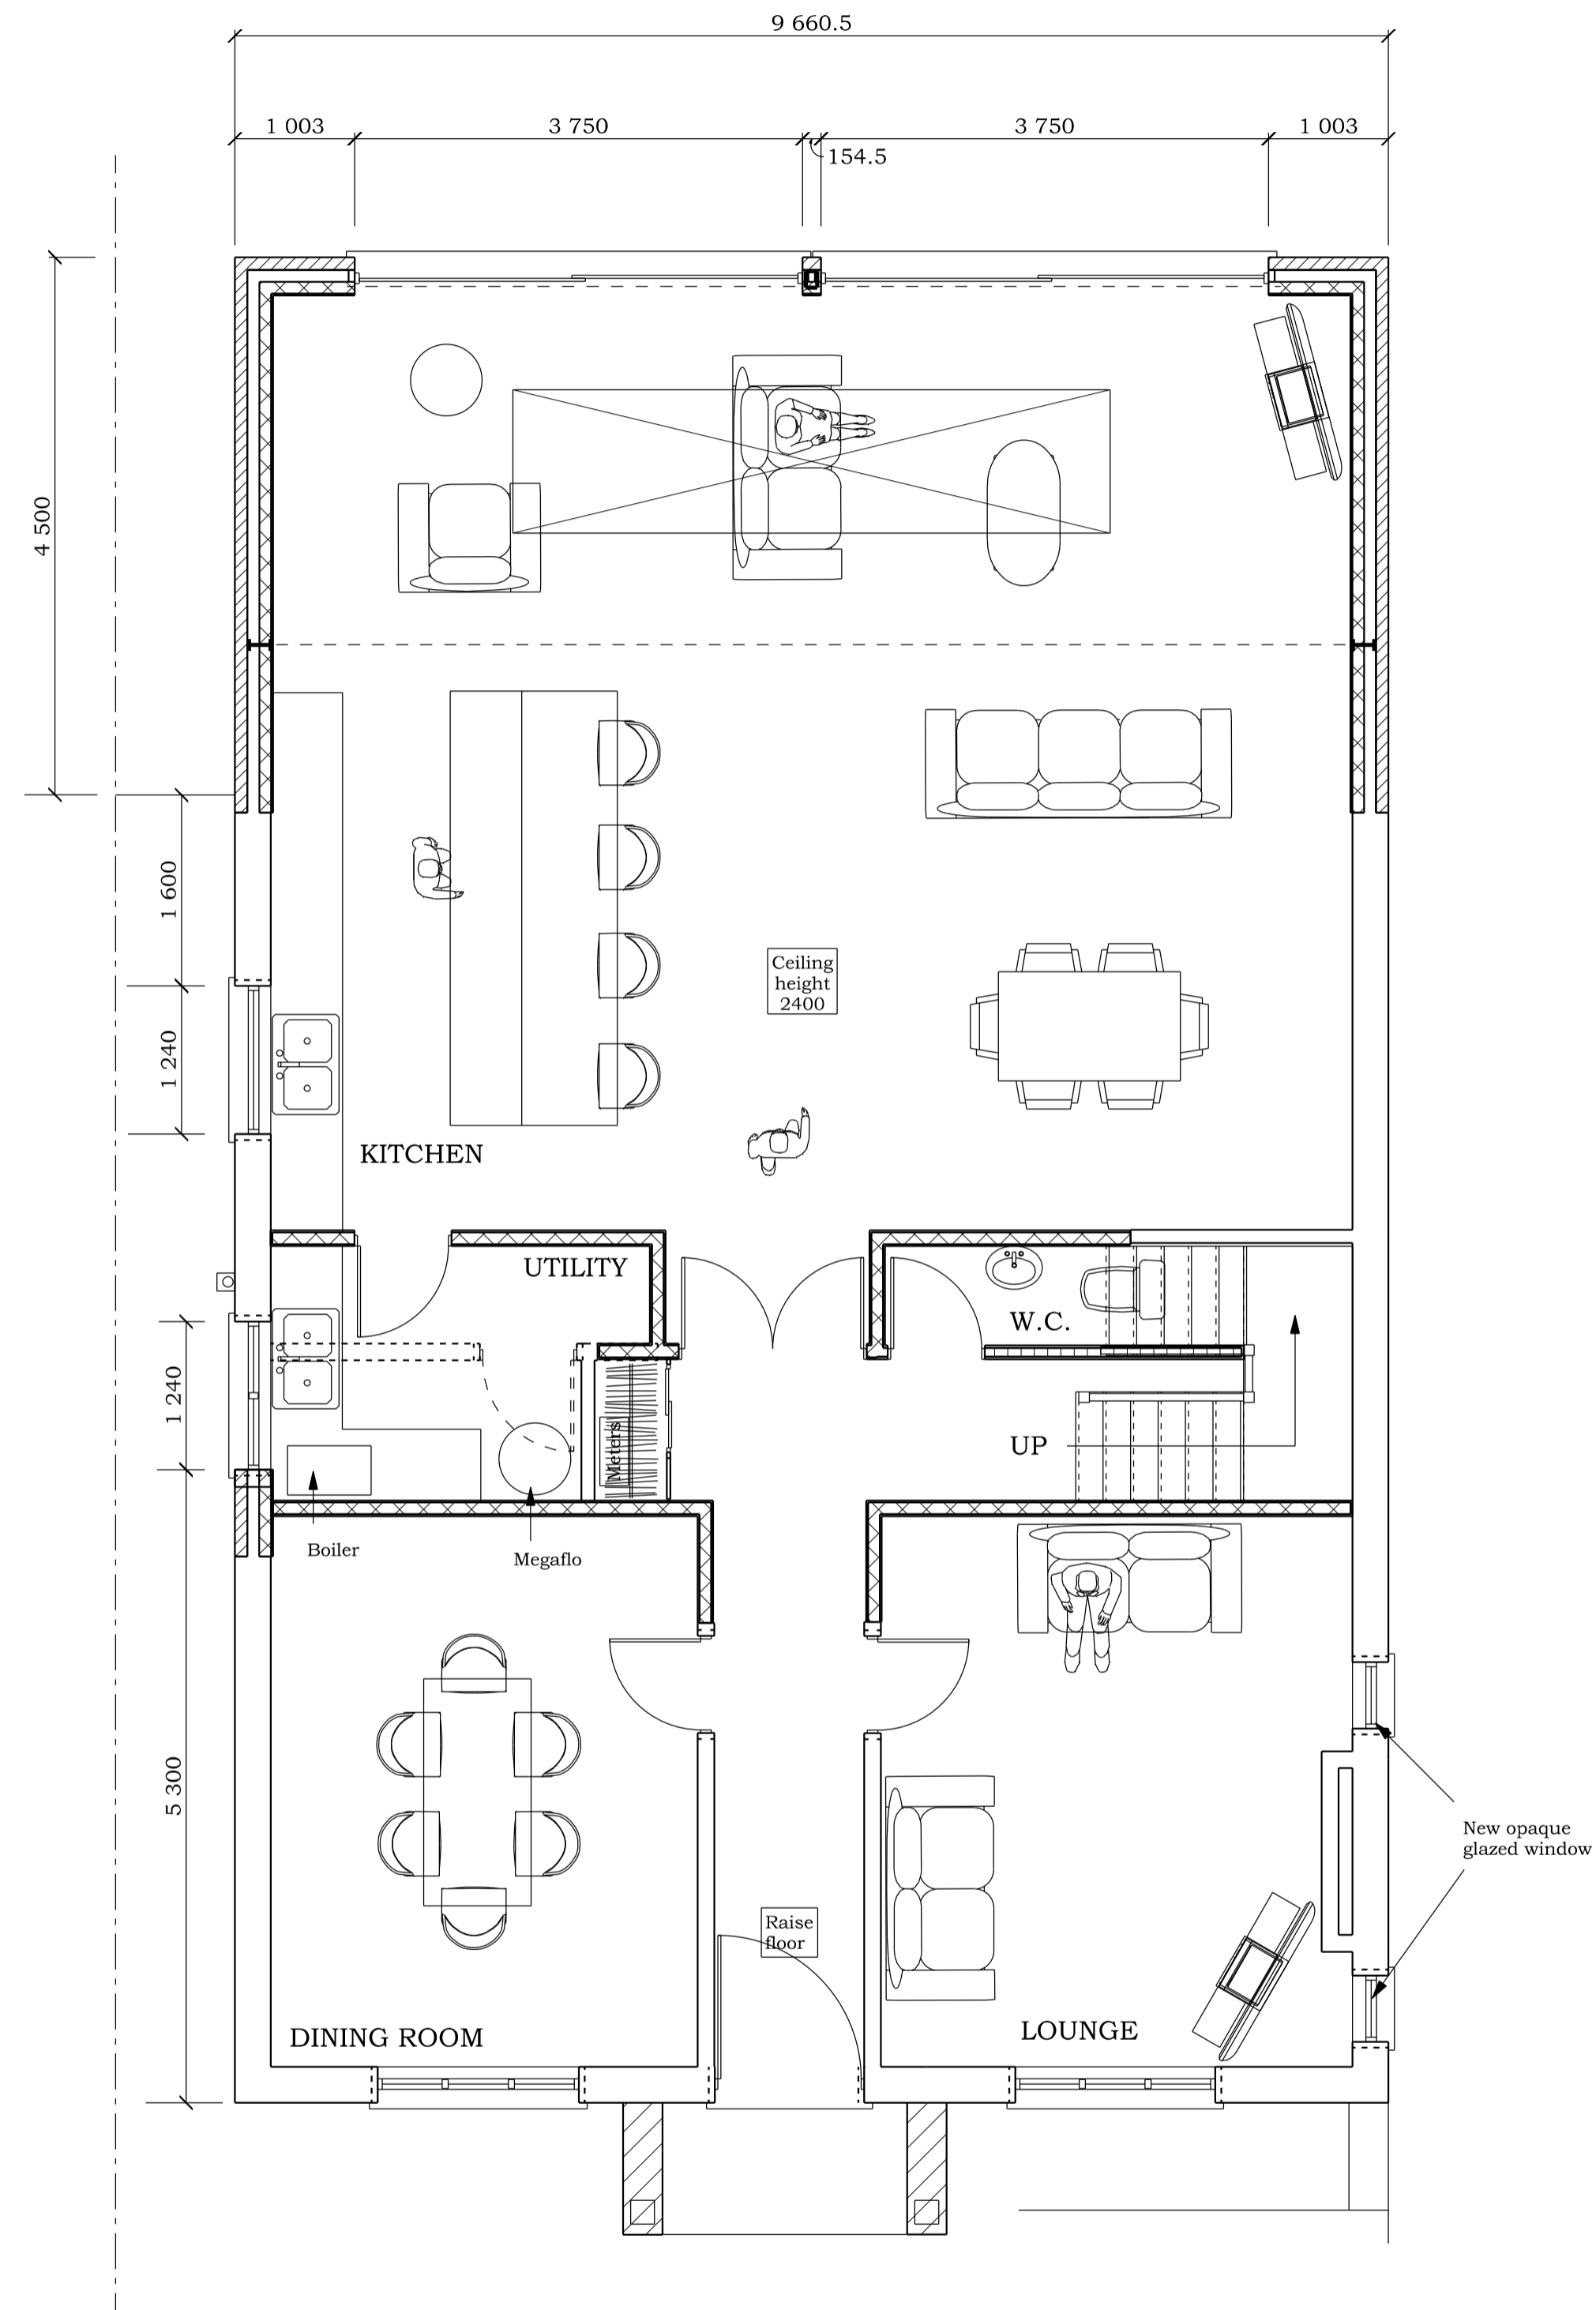 9 660.5
1 003
3 750
3 750
1 003
154.5
4 500
1 600
Ceiling
height
2400
1 240
KITCHEN
UTILITY
W.C.
1 240
Meters
UP
Boiler
Megaflo
5 300
New opaque
glazed window
Raise
floor
DINING ROOM
LOUNGE